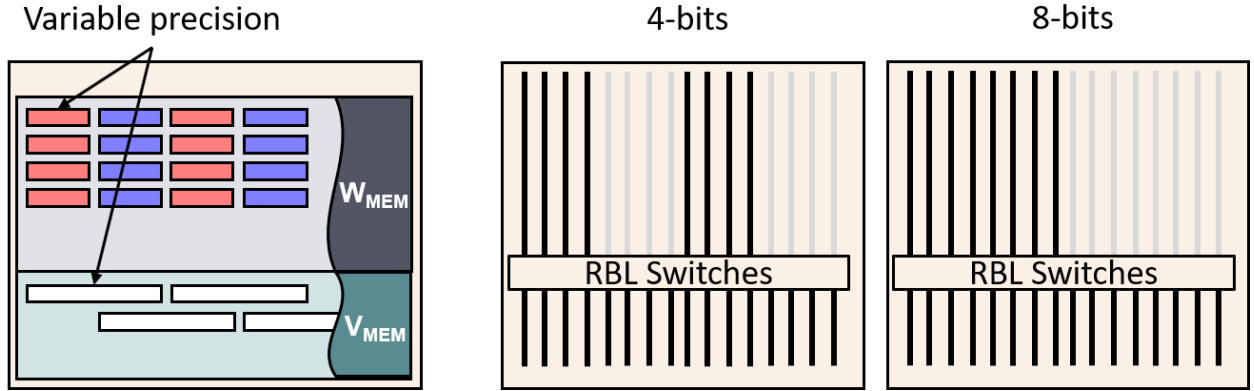 Variable precision
4-bits
8-bits
W_MEM
RBL Switches
RBL Switches
V_MEM